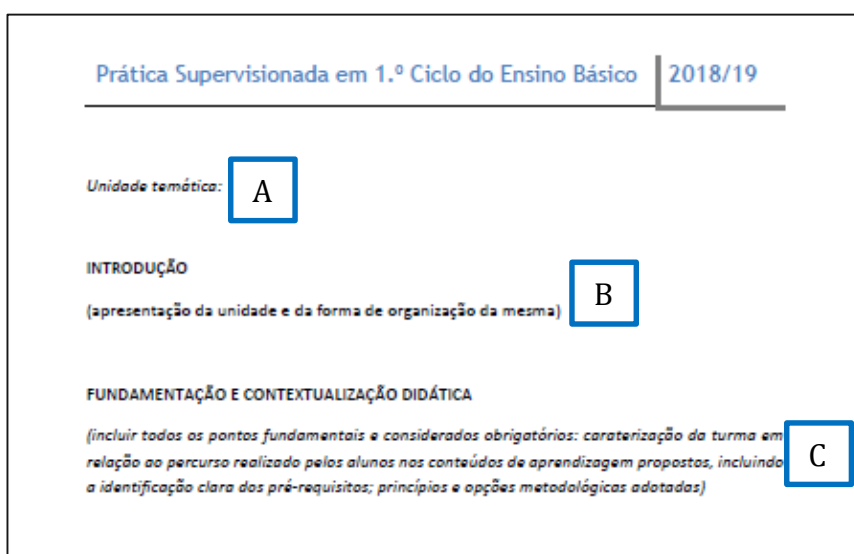 Prática Supervisionada em 1.º Ciclo do Ensino Básico 2018/19
Unidade temática: A
INTRODUÇÃO
B
(apresentação da unidade e da forma de organização da mesma)
FUNDAMENTAÇÃO E CONTEXTUALIZAÇÃO DIDÁTICA
(incluir todos os pontos fundamentais e considerados obrigatórios: caraterização da turma em
relação ao percurso realizado pelos alunos nos conteúdos de aprendizagem propostos, incluindo
C
a identificação clara dos pré-requisitos; princípios e opções metodológicas adotadas)